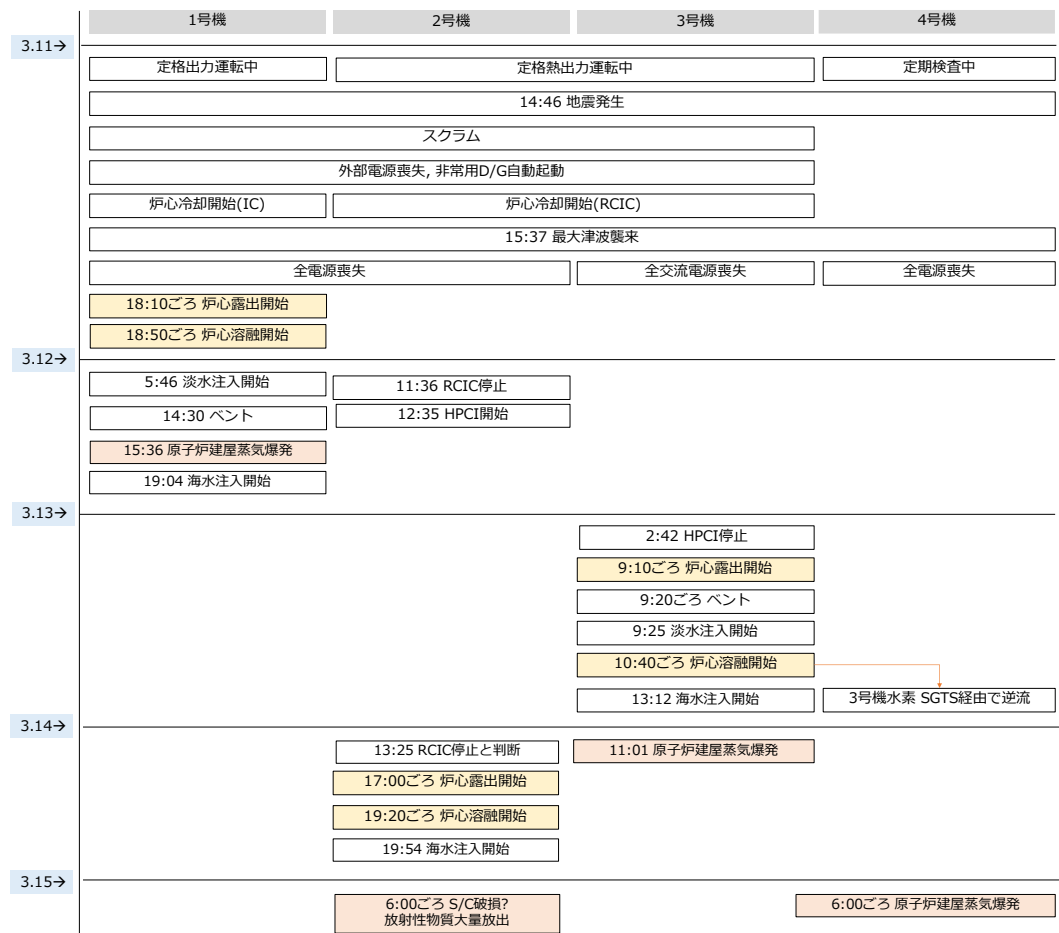 1号機
2号機
3号機
4号機
3.11→
定格出力運転中
定格熱出力運転中
定期検査中
14:46 地震発生
スクラム
外部電源喪失, 非常用D/G自動起動
炉心冷却開始(IC)
炉心冷却開始(RCIC)
15:37 最大津波襲来
全電源喪失
全交流電源喪失
全電源喪失
18:10ごろ 炉心露出開始
18:50ごろ 炉心溶融開始
3.12→
5:46 淡水注入開始
11:36 RCIC停止
14:30 ベント
12:35 HPCI開始
15:36 原子炉建屋蒸気爆発
19:04 海水注入開始
3.13→
2:42 HPCI停止
9:10ごろ 炉心露出開始
9:20ごろ ベント
9:25 淡水注入開始
10:40ごろ 炉心溶融開始
13:12 海水注入開始
3号機水素 SGTS経由で逆流
3.14→
13:25 RCIC停止と判断
11:01 原子炉建屋蒸気爆発
17:00ごろ 炉心露出開始
19:20ごろ 炉心溶融開始
19:54 海水注入開始
3.15→
6:00ごろ S/C破損?
放射性物質大量放出
6:00ごろ 原子炉建屋蒸気爆発